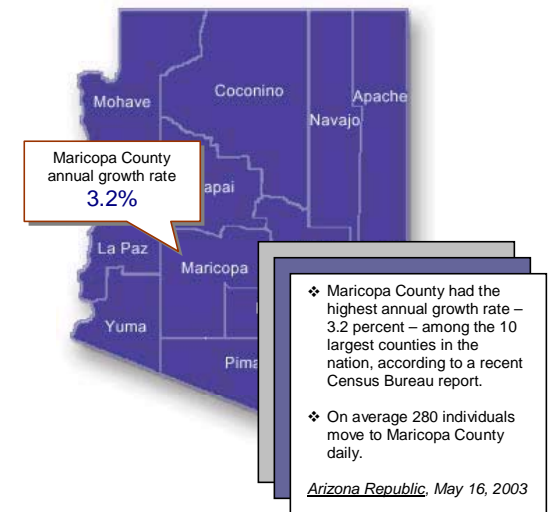 Coconino
Mohave
Apache
Navajo
Maricopa County
annual growth rate
3.2%
apai
La Paz
Maricopa
Yuma
Pima
❖ Maricopa County had the
highest annual growth rate –
3.2 percent – among the 10
largest counties in the
nation, according to a recent
Census Bureau report.
❖ On average 280 individuals
move to Maricopa County
daily.
Arizona Republic, May 16, 2003